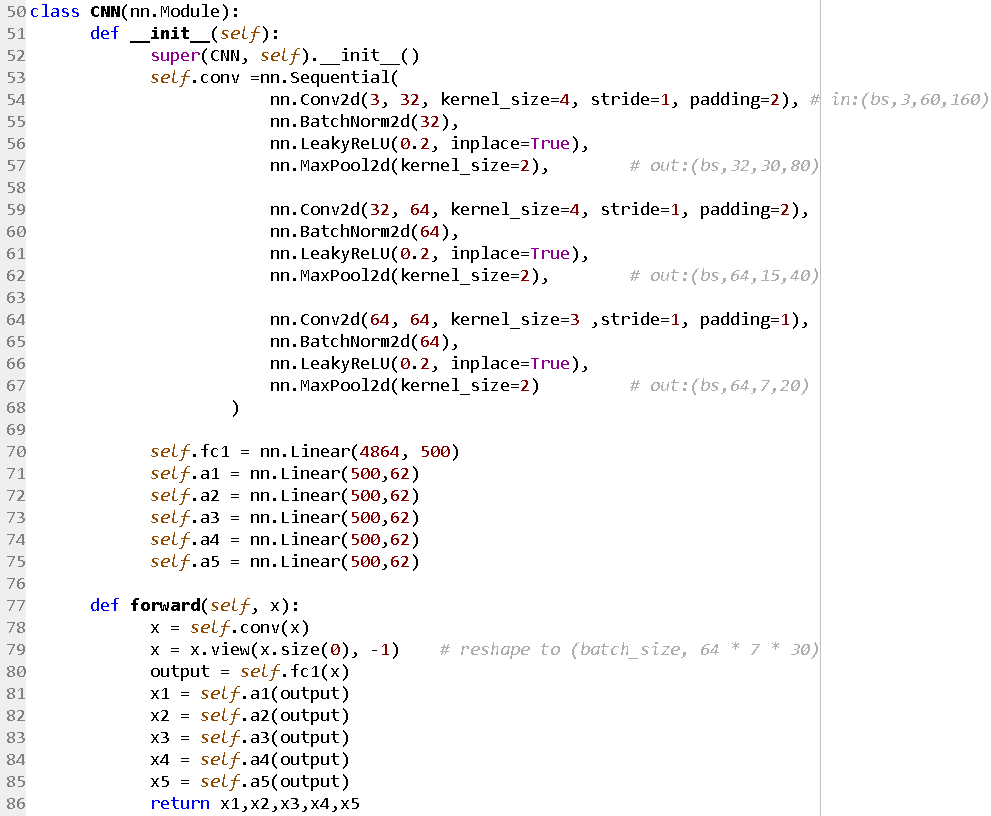 50 class CNN(nn.Module):
51 def __init__(self):
52 super(CNN, self).__init__()
53 self.conv =nn.Sequential(
54 nn.Conv2d(3, 32, kernel_size=4, stride=1, padding=2), # in:(bs,3,60,160)
55 nn.BatchNorm2d(32),
56 nn.LeakyReLU(0.2, inplace=True),
57 nn.MaxPool2d(kernel_size=2), # out:(bs,32,30,80)
58
59 nn.Conv2d(32, 64, kernel_size=4, stride=1, padding=2),
60 nn.BatchNorm2d(64),
61 nn.LeakyReLU(0.2, inplace=True),
62 nn.MaxPool2d(kernel_size=2), # out:(bs,64,15,40)
63
64 nn.Conv2d(64, 64, kernel_size=3 ,stride=1, padding=1),
65 nn.BatchNorm2d(64),
66 nn.LeakyReLU(0.2, inplace=True),
67 nn.MaxPool2d(kernel_size=2) # out:(bs,64,7,20)
68 )
69
70 self.fc1 = nn.Linear(4864, 500)
71 self.a1 = nn.Linear(500,62)
72 self.a2 = nn.Linear(500,62)
73 self.a3 = nn.Linear(500,62)
74 self.a4 = nn.Linear(500,62)
75 self.a5 = nn.Linear(500,62)
76
77 def forward(self, x):
78 x = self.conv(x)
79 x = x.view(x.size(0), -1) # reshape to (batch_size, 64 * 7 * 30)
80 output = self.fc1(x)
81 x1 = self.a1(output)
82 x2 = self.a2(output)
83 x3 = self.a3(output)
84 x4 = self.a4(output)
85 x5 = self.a5(output)
86 return x1,x2,x3,x4,x5